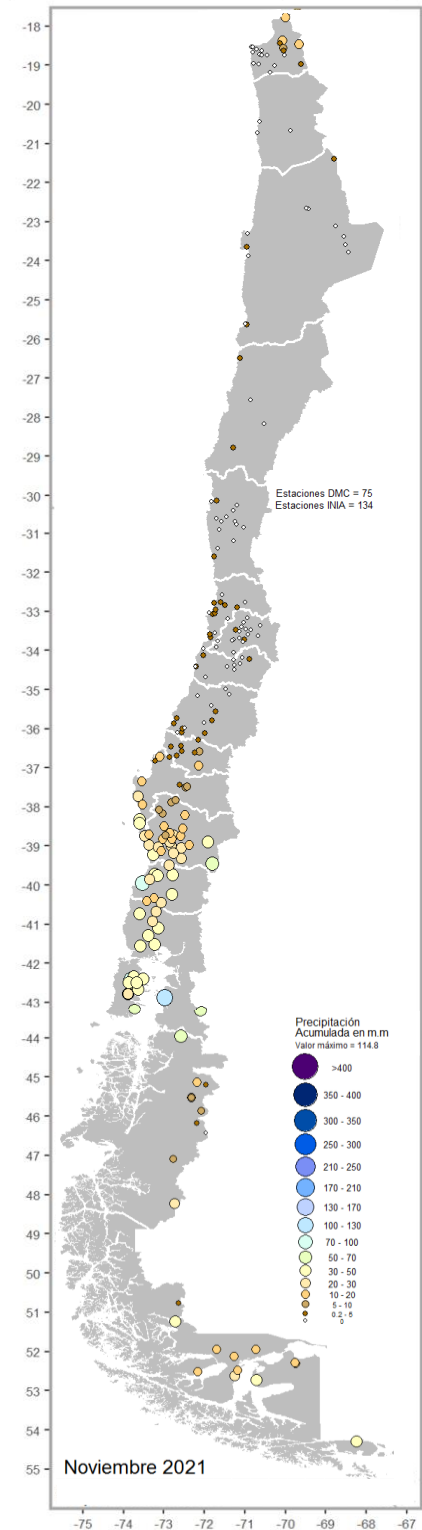 -18
-19
-20
-21
-22
-23
-24
-25
-26
-27
-28
-29
-30
-31
-32
-33
-34
-35
-36
-37
-38
-39
-40
-41
-42
-43
-44
45
46
-47
-48
49
50
51
52
53
54
55
Estaciones DMC = 75
Estaciones INIA = 134
Precipitación
Acumulada en m.m
Valor máximo = 114.8
>400
350 - 400
300 - 350
250 - 300
210 - 250
170 - 210
130 - 170
100 - 130
70 - 100
50 - 70
30 - 50
20 - 30
10 - 20
5 - 10
0.2 - 5
0
Noviembre 2021
-75
-74
-73
-72
-71
-70
-69
-68
-67